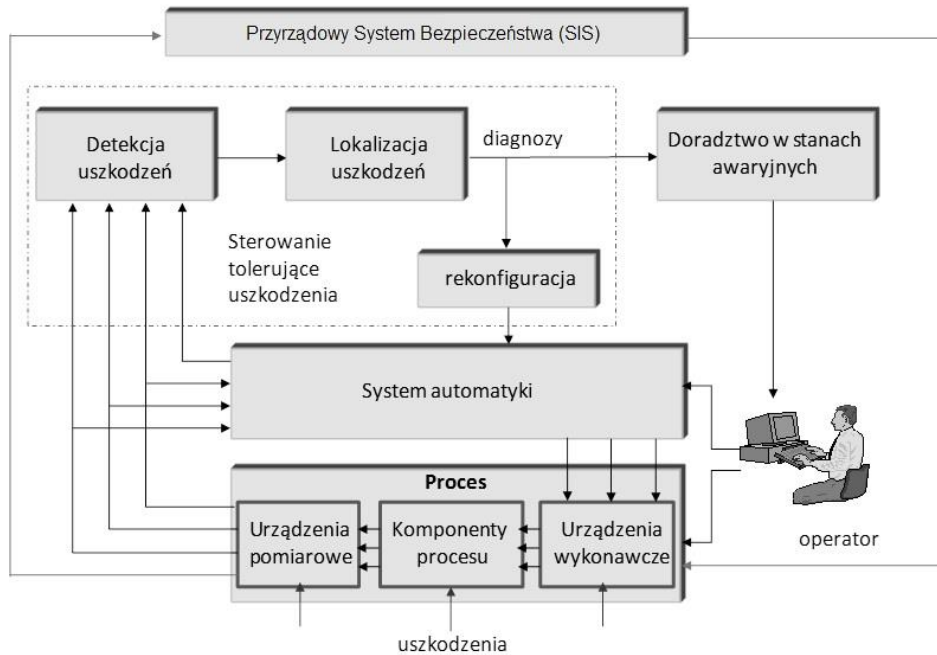 Przyrządowy System Bezpieczeństwa (SIS)
Detekcja
uszkodzeń
Lokalizacja
uszkodzeń
diagnozy
Doradztwo w stanach
awaryjnych
Sterowanie
tolerujące
uszkodzenia
rekonfiguracja
System automatyki
Proces
Urządzenia
pomiarowe
Komponenty
procesu
Urządzenia
wykonawcze
operator
uszkodzenia